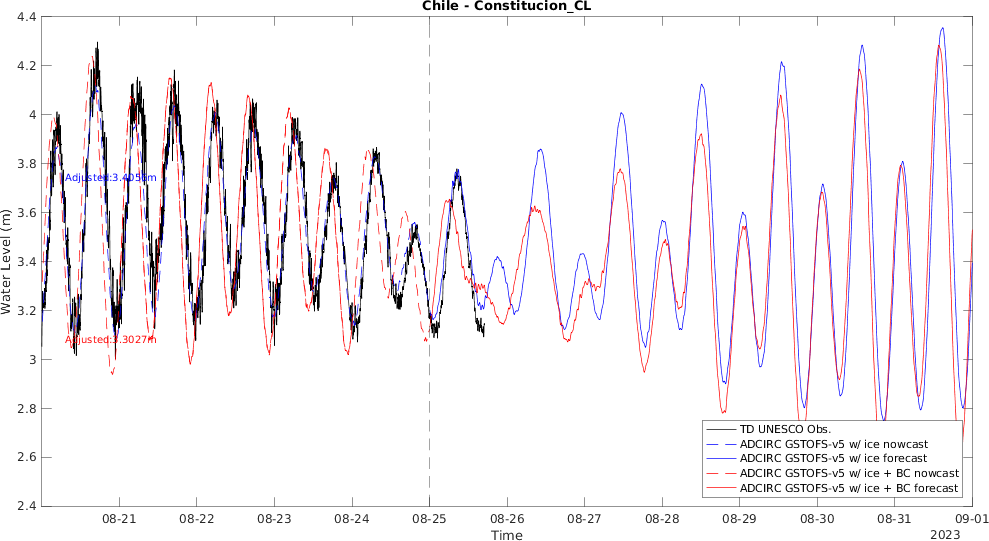 Chile - Constitucion_CL
4.4
4.2
4
3.8
3.6
3.4
3.2
3
2.8
2.6
2.4
Water Level (m)
Adjusted:3.4055m
Adjusted:3.3027m
TD UNESCO Obs.
ADCIRC GSTOFS-v5 w/ ice nowcast
ADCIRC GSTOFS-v5 w/ ice forecast
ADCIRC GSTOFS-v5 w/ ice + BC nowcast
ADCIRC GSTOFS-v5 w/ ice + BC forecast
08-21 08-22 08-23 08-24 08-25 08-26 08-27 08-28 08-29 08-30 08-31 09-01
Time
2023